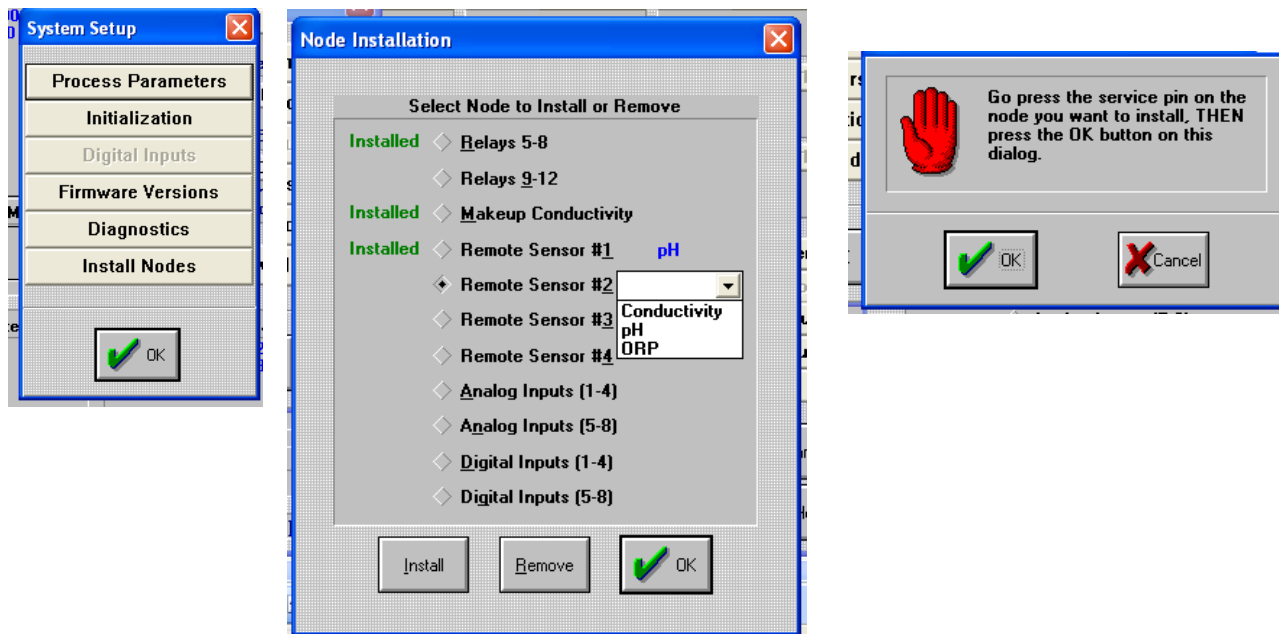 System Setup
Process Parameters
Initialization
Digital Inputs
Firmware Versions
Diagnostics
Install Nodes
OK
Node Installation
Select Node to Install or Remove
Installed Relays 5-8
Relays 9-12
Installed Makeup Conductivity
Installed Remote Sensor #1 pH
Remote Sensor #2
Conductivity
pH
ORP
Remote Sensor #3
Remote Sensor #4
Analog Inputs (1-4)
Analog Inputs (5-8)
Digital Inputs (1-4)
Digital Inputs (5-8)
Install Remove OK
Go press the service pin on the
node you want to install, THEN
press the OK button on this
dialog.
OK Cancel